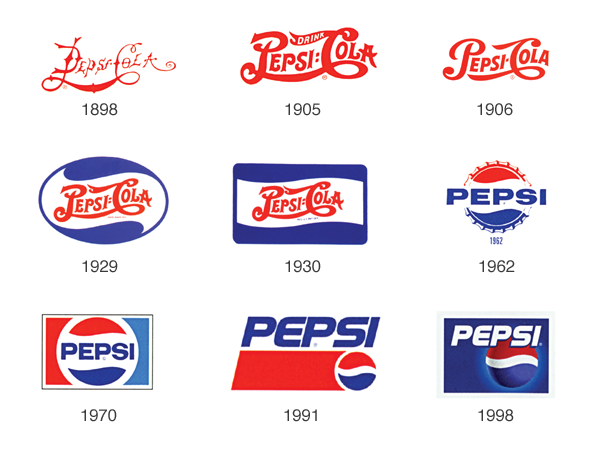 PEPSI-COLA
DRINK
PEPSI:COLA
PEPSI-COLA
1898
1905
1906
PEPSI:COLA
PEPSI:COLA
PEPSI
1962
1929
1930
1962
PEPSI
PEPSI
PEPSI
1970
1991
1998